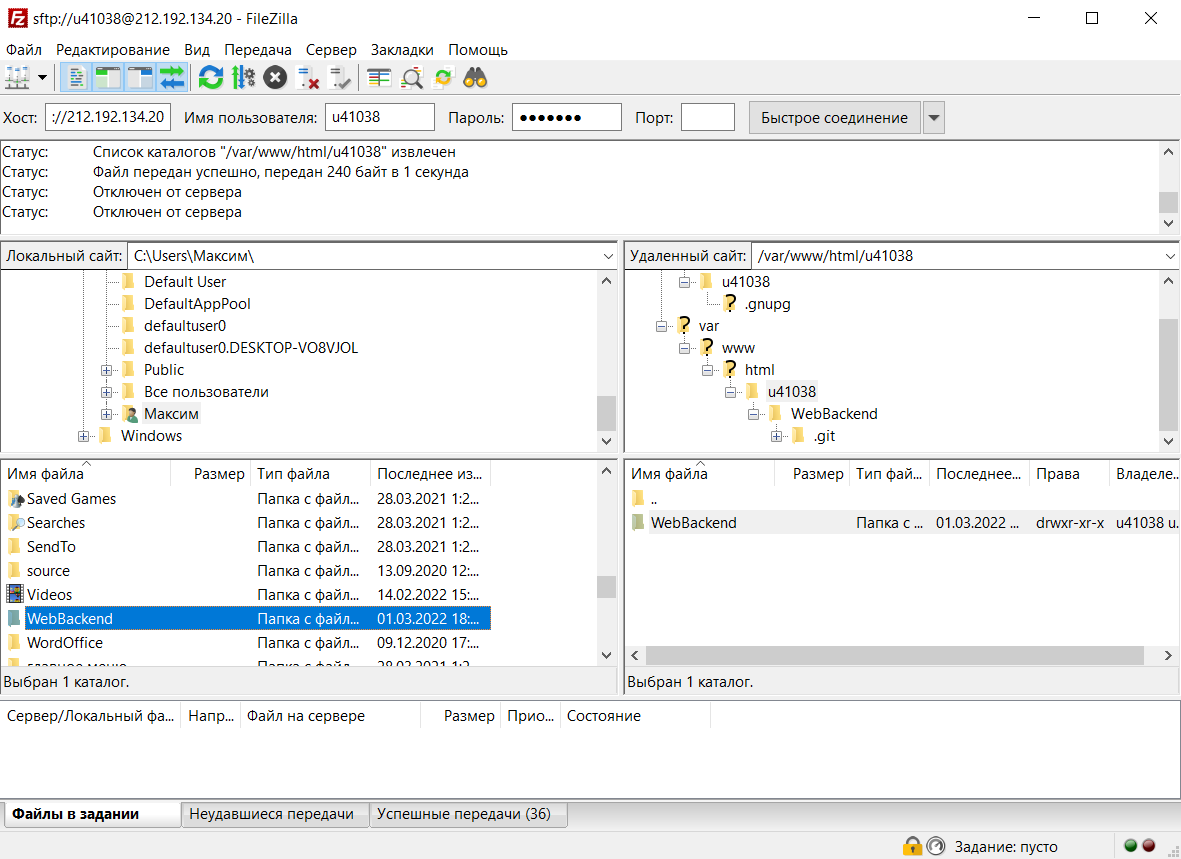 sftp://u41038@212.192.134.20 - FileZilla
Файл Редактирование Вид Передача Сервер Закладки Помощь
Хост: ://212.192.134.20 Имя пользователя: u41038 Пароль: ●●●●●●● Порт: Быстрое соединение
Статус: Список каталогов "/var/www/html/u41038" извлечен
Статус: Файл передан успешно, передан 240 байт в 1 секунда
Статус: Отключен от сервера
Статус: Отключен от сервера
Локальный сайт: C:\Users\Максим\
Default User
DefaultAppPool
defaultuser0
defaultuser0.DESKTOP-VO8VJOL
Public
Все пользователи
Максим
Windows
Удаленный сайт: /var/www/html/u41038
u41038
.gnupg
var
www
html
u41038
WebBackend
.git
Имя файла Размер Тип файла Последнее из...
Saved Games Папка с файл... 28.03.2021 1:2...
Searches Папка с файл... 28.03.2021 1:2...
SendTo Папка с файл... 28.03.2021 1:2...
source Папка с файл... 13.09.2020 12:...
Videos Папка с файл... 14.02.2022 15:...
WebBackend Папка с файл... 01.03.2022 18:...
WordOffice Папка с файл... 09.12.2020 17:...
главное меню Папка с файл... 28.03.2021 1:2...
Выбран 1 каталог.
Имя файла Размер Тип фай... Последнее... Права Владеле...
..
WebBackend Папка с ... 01.03.2022 ... drwxr-xr-x u41038 u...
Выбран 1 каталог.
Сервер/Локальный фа... Напр... Файл на сервере Размер Прио... Состояние
Файлы в задании Неудавшиеся передачи Успешные передачи (36)
Задание: пусто